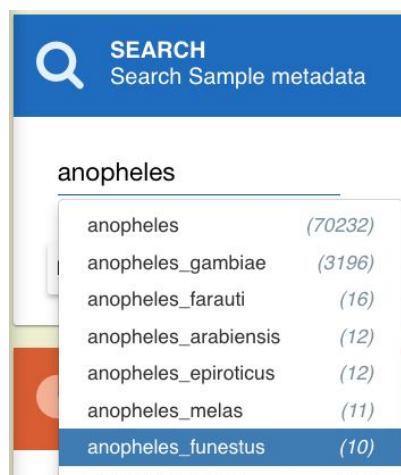 SEARCH
Search Sample metadata
anopheles
anopheles (70232)
anopheles_gambiae (3196)
anopheles_farauti (16)
anopheles_arabiensis (12)
anopheles_epiroticus (12)
anopheles_melas (11)
anopheles_funestus (10)